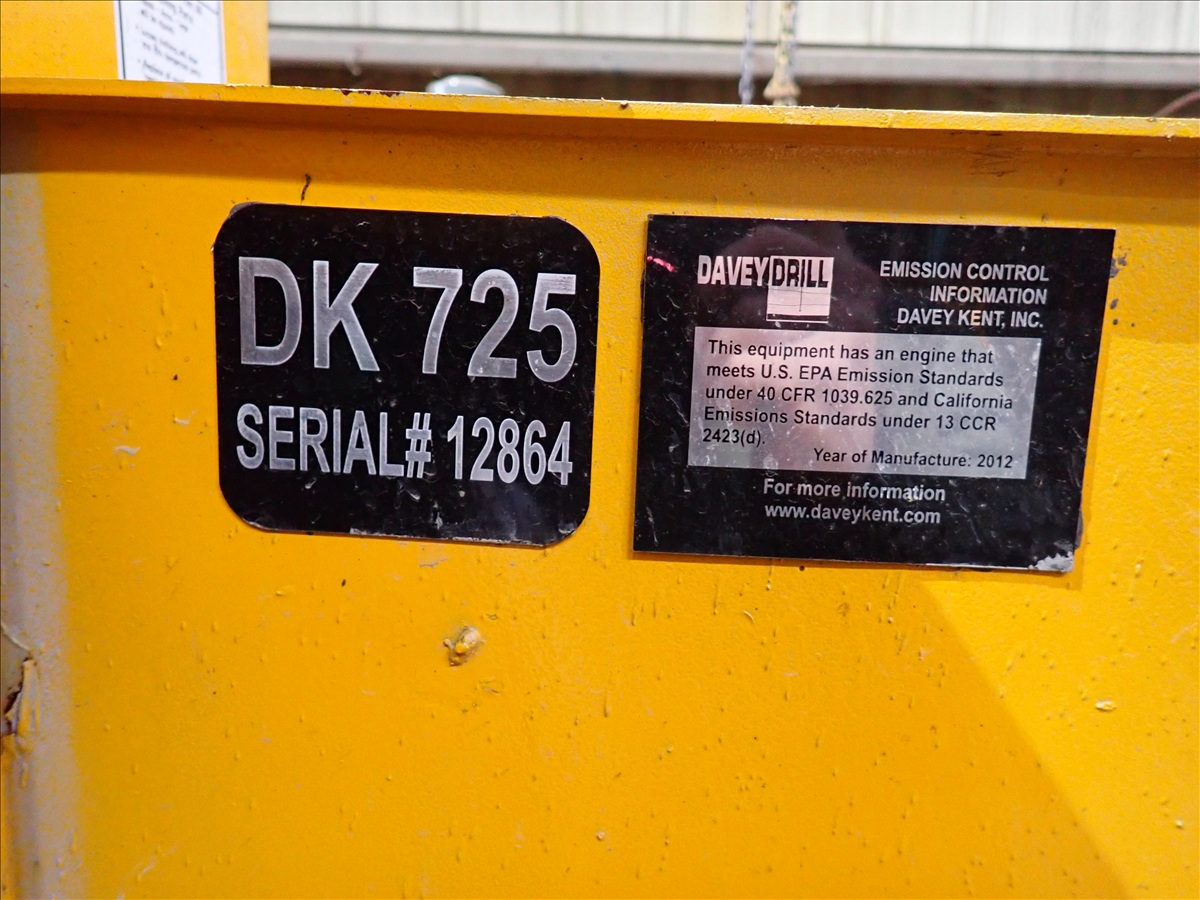 DK 725
SERIAL# 12864
DAVEY DRILL
EMISSION CONTROL
INFORMATION
DAVEY KENT, INC.
This equipment has an engine that
meets U.S. EPA Emission Standards
under 40 CFR 1039.625 and California
Emissions Standards under 13 CCR
2423(d).
Year of Manufacture: 2012
For more information
www.daveykent.com